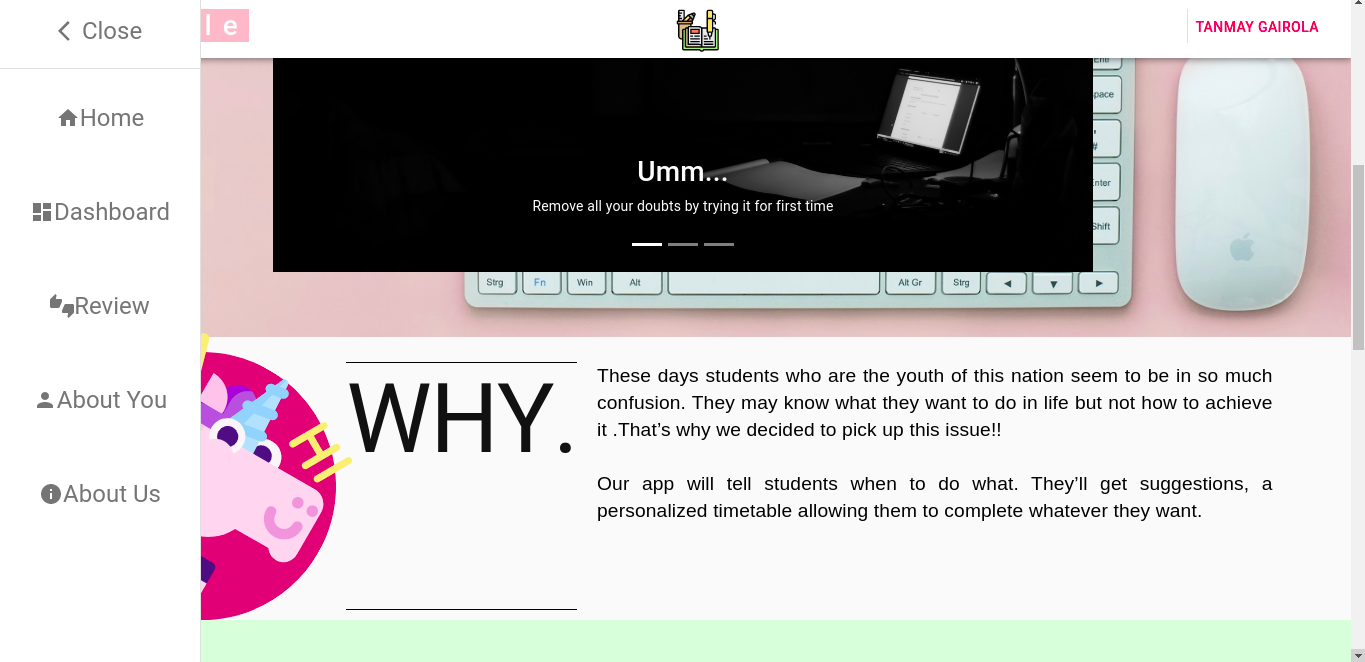 Close
l e
TANMAY GAIROLA
Home
Dashboard
Review
About You
About Us
Umm...
Remove all your doubts by trying it for first time
Enter
Shift
#
Strg Fn Win Alt Alt Gr Strg
WHY.
These days students who are the youth of this nation seem to be in so much
confusion. They may know what they want to do in life but not how to achieve
it .That’s why we decided to pick up this issue!!
Our app will tell students when to do what. They’ll get suggestions, a
personalized timetable allowing them to complete whatever they want.